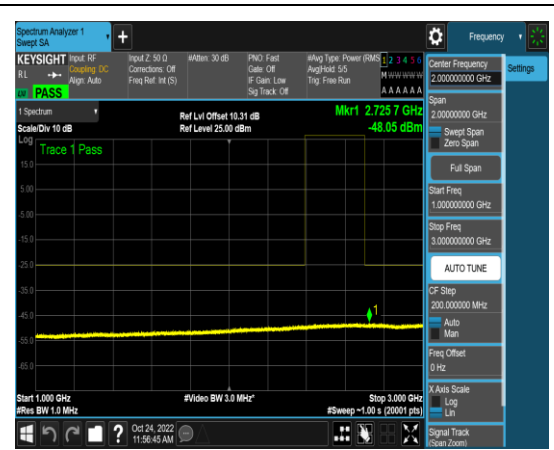 Spectrum Analyzer 1
Swept SA
Frequency
KEYSIGHT
Input: RF
Coupling: DC
Align: Auto
Input Z: 50 Ω
Corrections: Off
Freq Ref: Int (S)
#Atten: 30 dB
PNO: Fast
Gate: Off
IF Gain: Low
Sig Track: Off
#Avg Type: Power (RMS
Avg|Hold: 5/5
Trig: Free Run
1 2 3 4 5 6
M W W W W W
A A A A A A
RL
PASS
1 Spectrum
Scale/Div 10 dB
Ref Lvl Offset 10.31 dB
Ref Level 25.00 dBm
Mkr1 2.725 7 GHz
-48.05 dBm
Log
Trace 1 Pass
15.0
5.00
-5.00
-15.0
-25.0
-35.0
-45.0
-55.0
-65.0
1
Start 1.000 GHz
#Res BW 1.0 MHz
#Video BW 3.0 MHz*
Stop 3.000 GHz
#Sweep ~1.00 s (20001 pts)
Oct 24, 2022
11:56:45 AM
Center Frequency
2.000000000 GHz
Span
2.00000000 GHz
Swept Span
Zero Span
Full Span
Start Freq
1.000000000 GHz
Stop Freq
3.000000000 GHz
AUTO TUNE
CF Step
200.000000 MHz
Auto
Man
Freq Offset
0 Hz
X Axis Scale
Log
Lin
Signal Track
(Span Zoom)
Settings